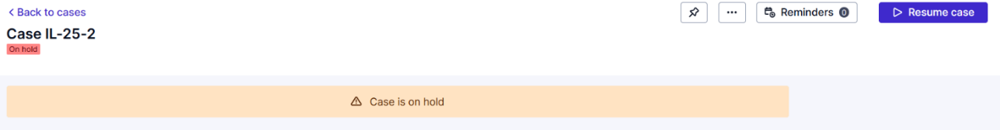 Back to cases
Reminders 0
Resume case
Case IL-25-2
On hold
Case is on hold